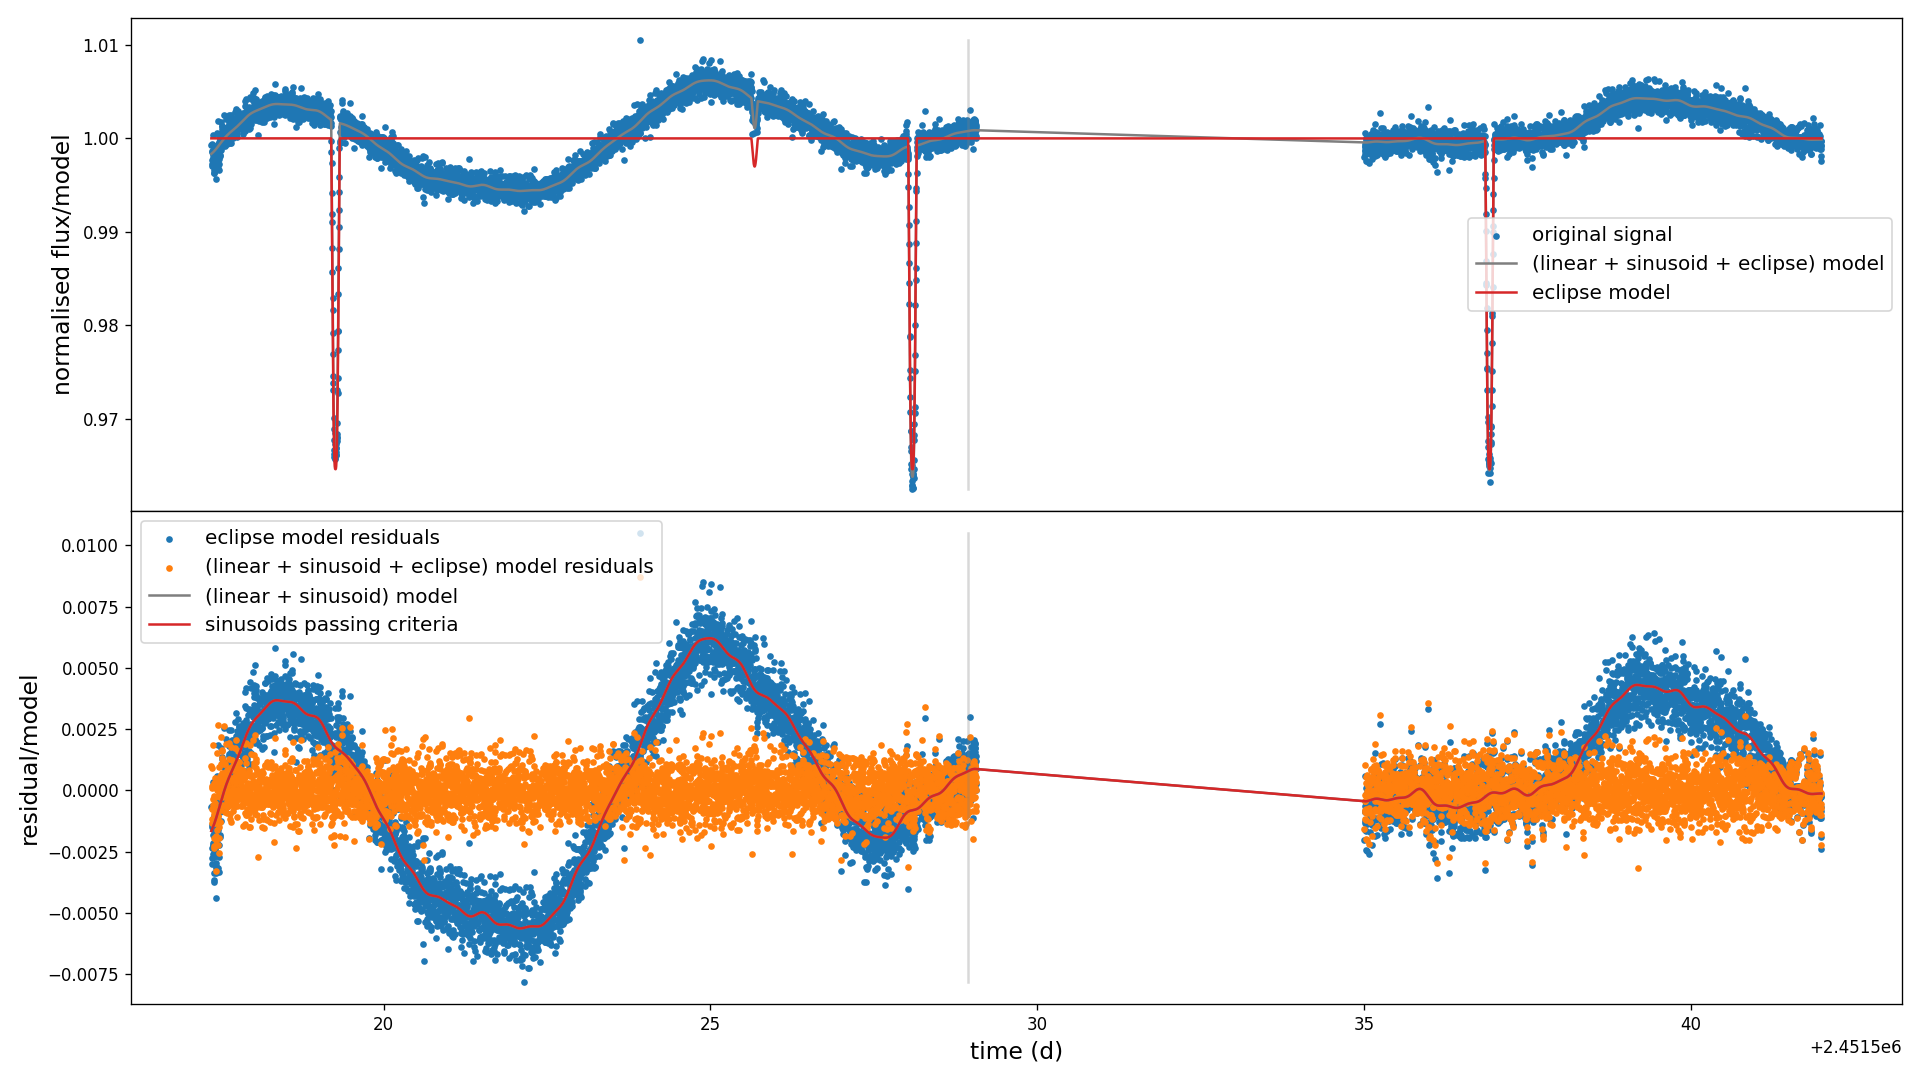 1.01
1.00
0.99
0.98
0.97
normalised flux/model
original signal
(linear + sinusoid + eclipse) model
eclipse model
0.0100
0.0075
0.0050
0.0025
0.0000
−0.0025
−0.0050
−0.0075
residual/model
eclipse model residuals
(linear + sinusoid + eclipse) model residuals
(linear + sinusoid) model
sinusoids passing criteria
20
25
30
35
40
time (d)
+2.4515e6